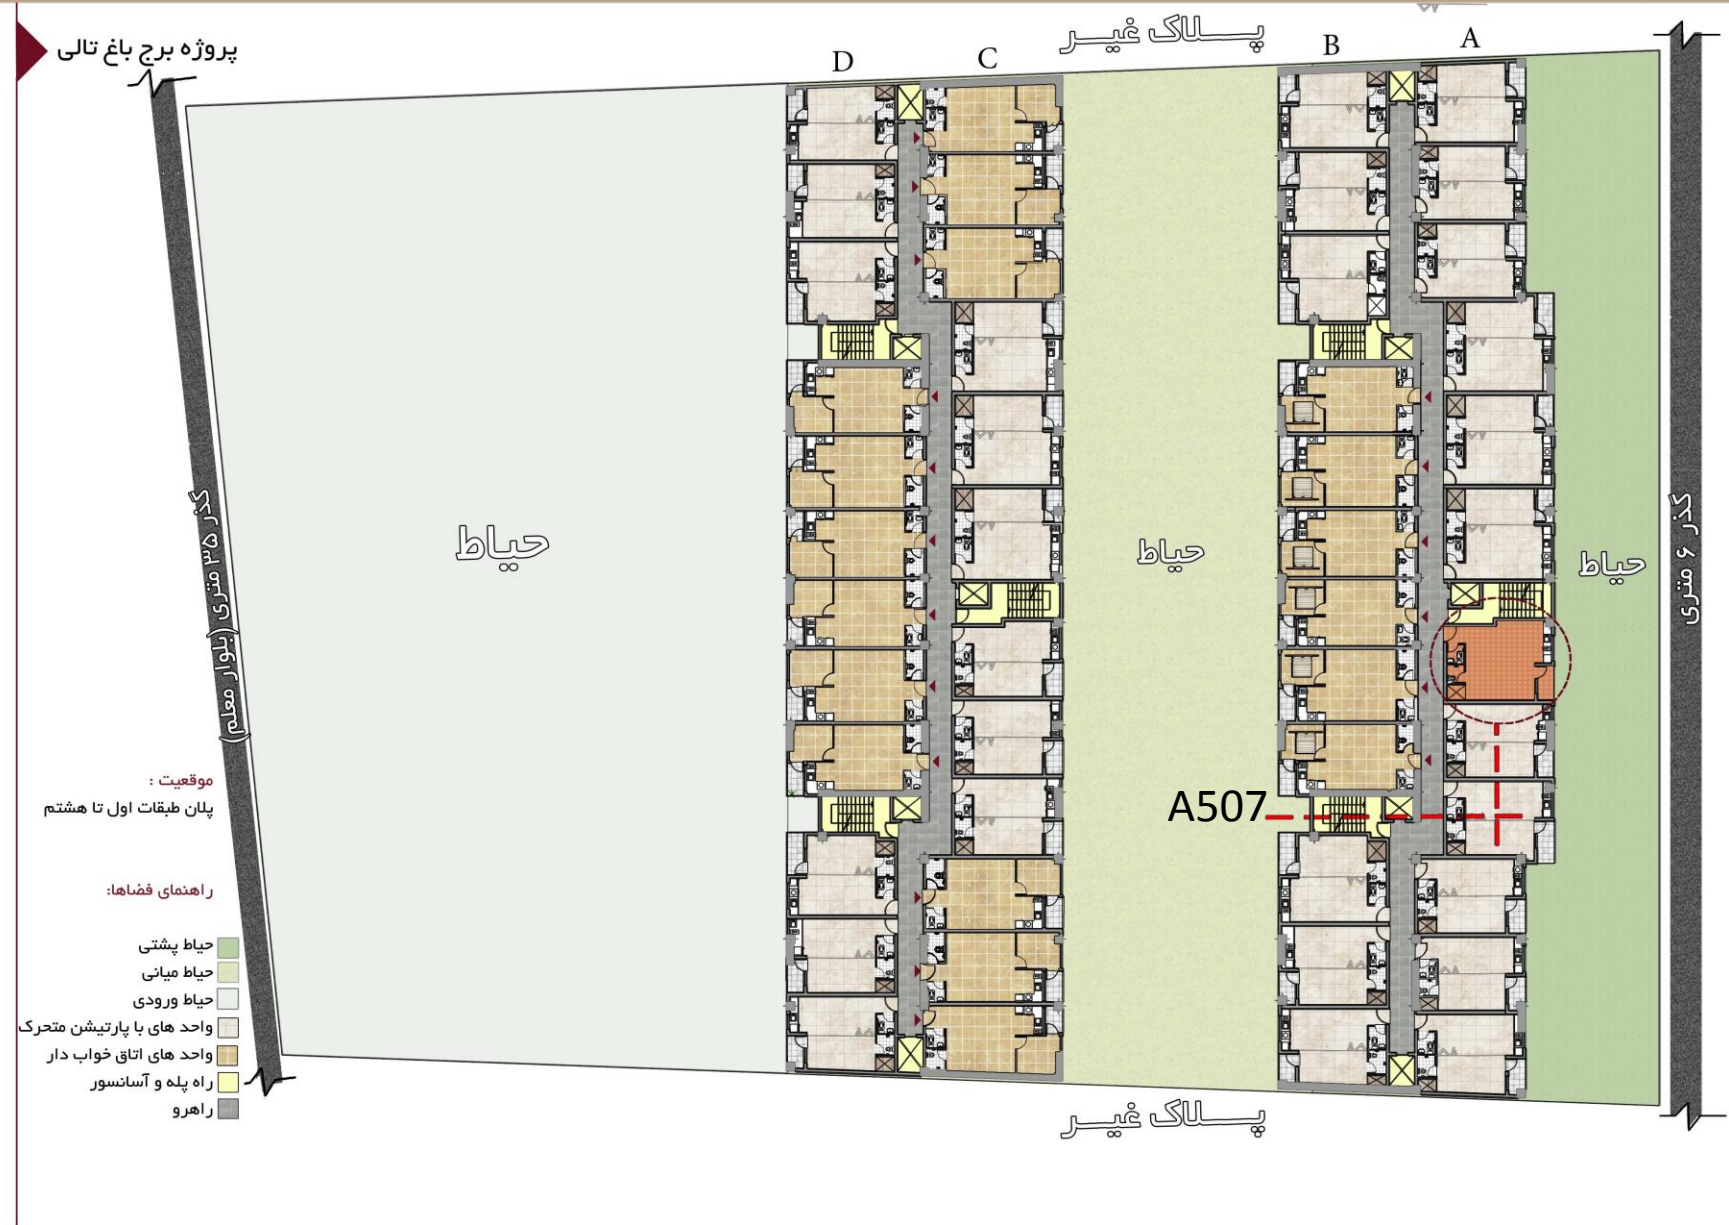 پروژه برج باغ تالی
پـــلاک غیـــر
D
C
B
A
گذر ۳۵ متری (بلوار معلم)
حیاط
حیاط
حیاط
گذر ۶ متری
A507
موقعیت :
پلان طبقات اول تا هشتم
راهنمای فضاها:
حیاط پشتی
حیاط میانی
حیاط ورودی
واحد های با پارتیشن متحرک
واحد های اتاق خواب دار
راه پله و آسانسور
راهرو
پـــلاک غیـــر